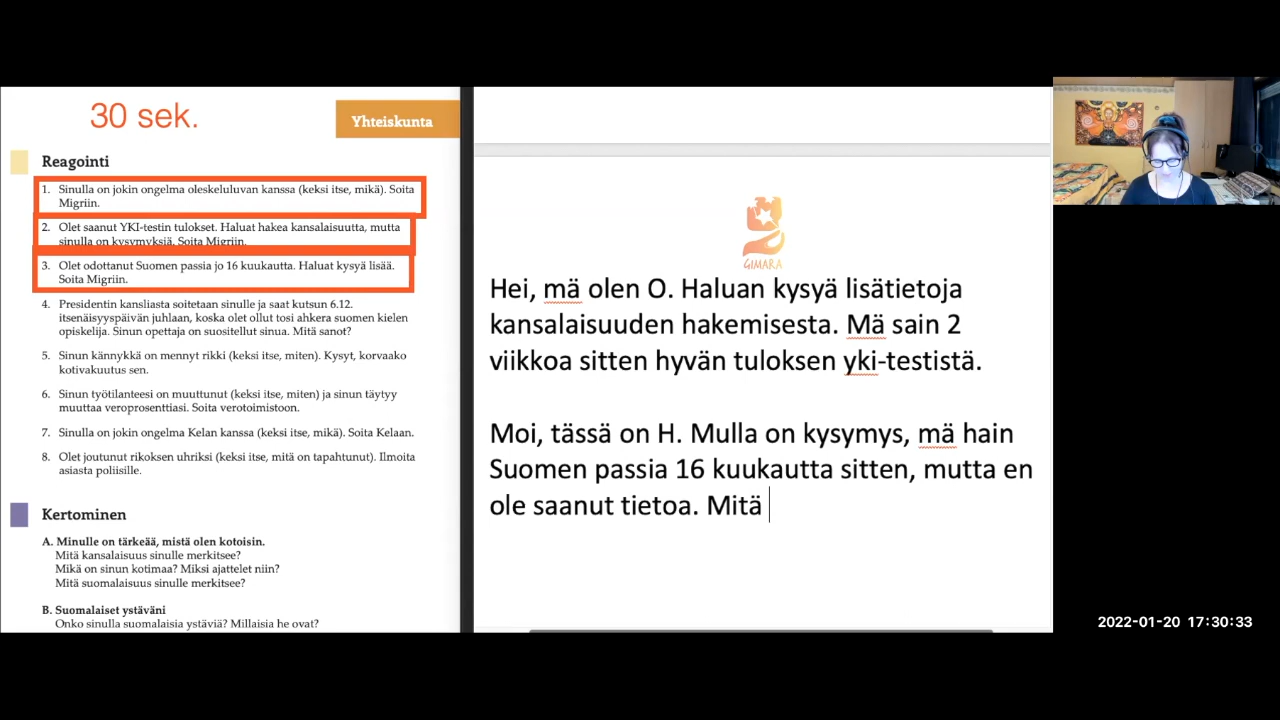 30 sek.
Yhteiskunta
Reagointi
1. Sinulla on jokin ongelma oleskeluluvan kanssa (keksi itse, mikä). Soita
Migriin.
2. Olet saanut YKI-testin tulokset. Haluat hakea kansalaisuutta, mutta
sinulla on kysymyksiä. Soita Migriin.
3. Olet odottanut Suomen passia jo 16 kuukautta. Haluat kysyä lisää.
Soita Migriin.
4. Presidentin kansliasta soitetaan sinulle ja saat kutsun 6.12.
itsenäisyyspäivän juhlaan, koska olet ollut tosi ahkera suomen kielen
opiskelija. Sinun opettaja on suositellut sinua. Mitä sanot?
5. Sinun kännykkä on mennyt rikki (keksi itse, miten). Kysyt, korvaako
kotivakuutus sen.
6. Sinun työtilanteesi on muuttunut (keksi itse, miten) ja sinun täytyy
muuttaa veroprosenttiasi. Soita verotoimistoon.
7. Sinulla on jokin ongelma Kelan kanssa (keksi itse, mikä). Soita Kelaan.
8. Olet joutunut rikoksen uhriksi (keksi itse, mitä on tapahtunut). Ilmoita
asiasta poliisille.
Kertominen
A. Minulle on tärkeää, mistä olen kotoisin.
Mitä kansalaisuus sinulle merkitsee?
Mikä on sinun kotimaa? Miksi ajattelet niin?
Mitä suomalaisuus sinulle merkitsee?
B. Suomalaiset ystäväni
Onko sinulla suomalaisia ystäviä? Millaisia he ovat?
GIMARA
Hei, mä olen O. Haluan kysyä lisätietoja
kansalaisuuden hakemisesta. Mä sain 2
viikkoa sitten hyvän tuloksen yki-testistä.
Moi, tässä on H. Mulla on kysymys, mä hain
Suomen passia 16 kuukautta sitten, mutta en
ole saanut tietoa. Mitä
2022-01-20 17:30:33